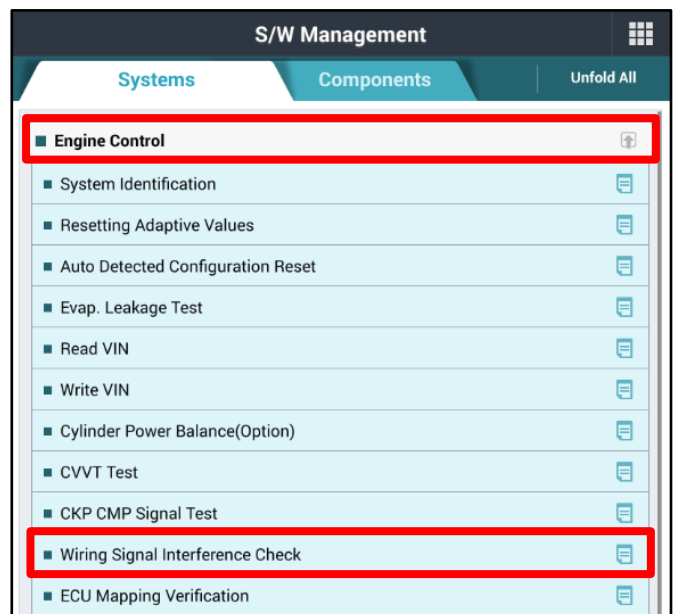 S/W Management
Systems
Components
Unfold All
Engine Control
System Identification
Resetting Adaptive Values
Auto Detected Configuration Reset
Evap. Leakage Test
Read VIN
Write VIN
Cylinder Power Balance(Option)
CVVT Test
CKP CMP Signal Test
Wiring Signal Interference Check
ECU Mapping Verification